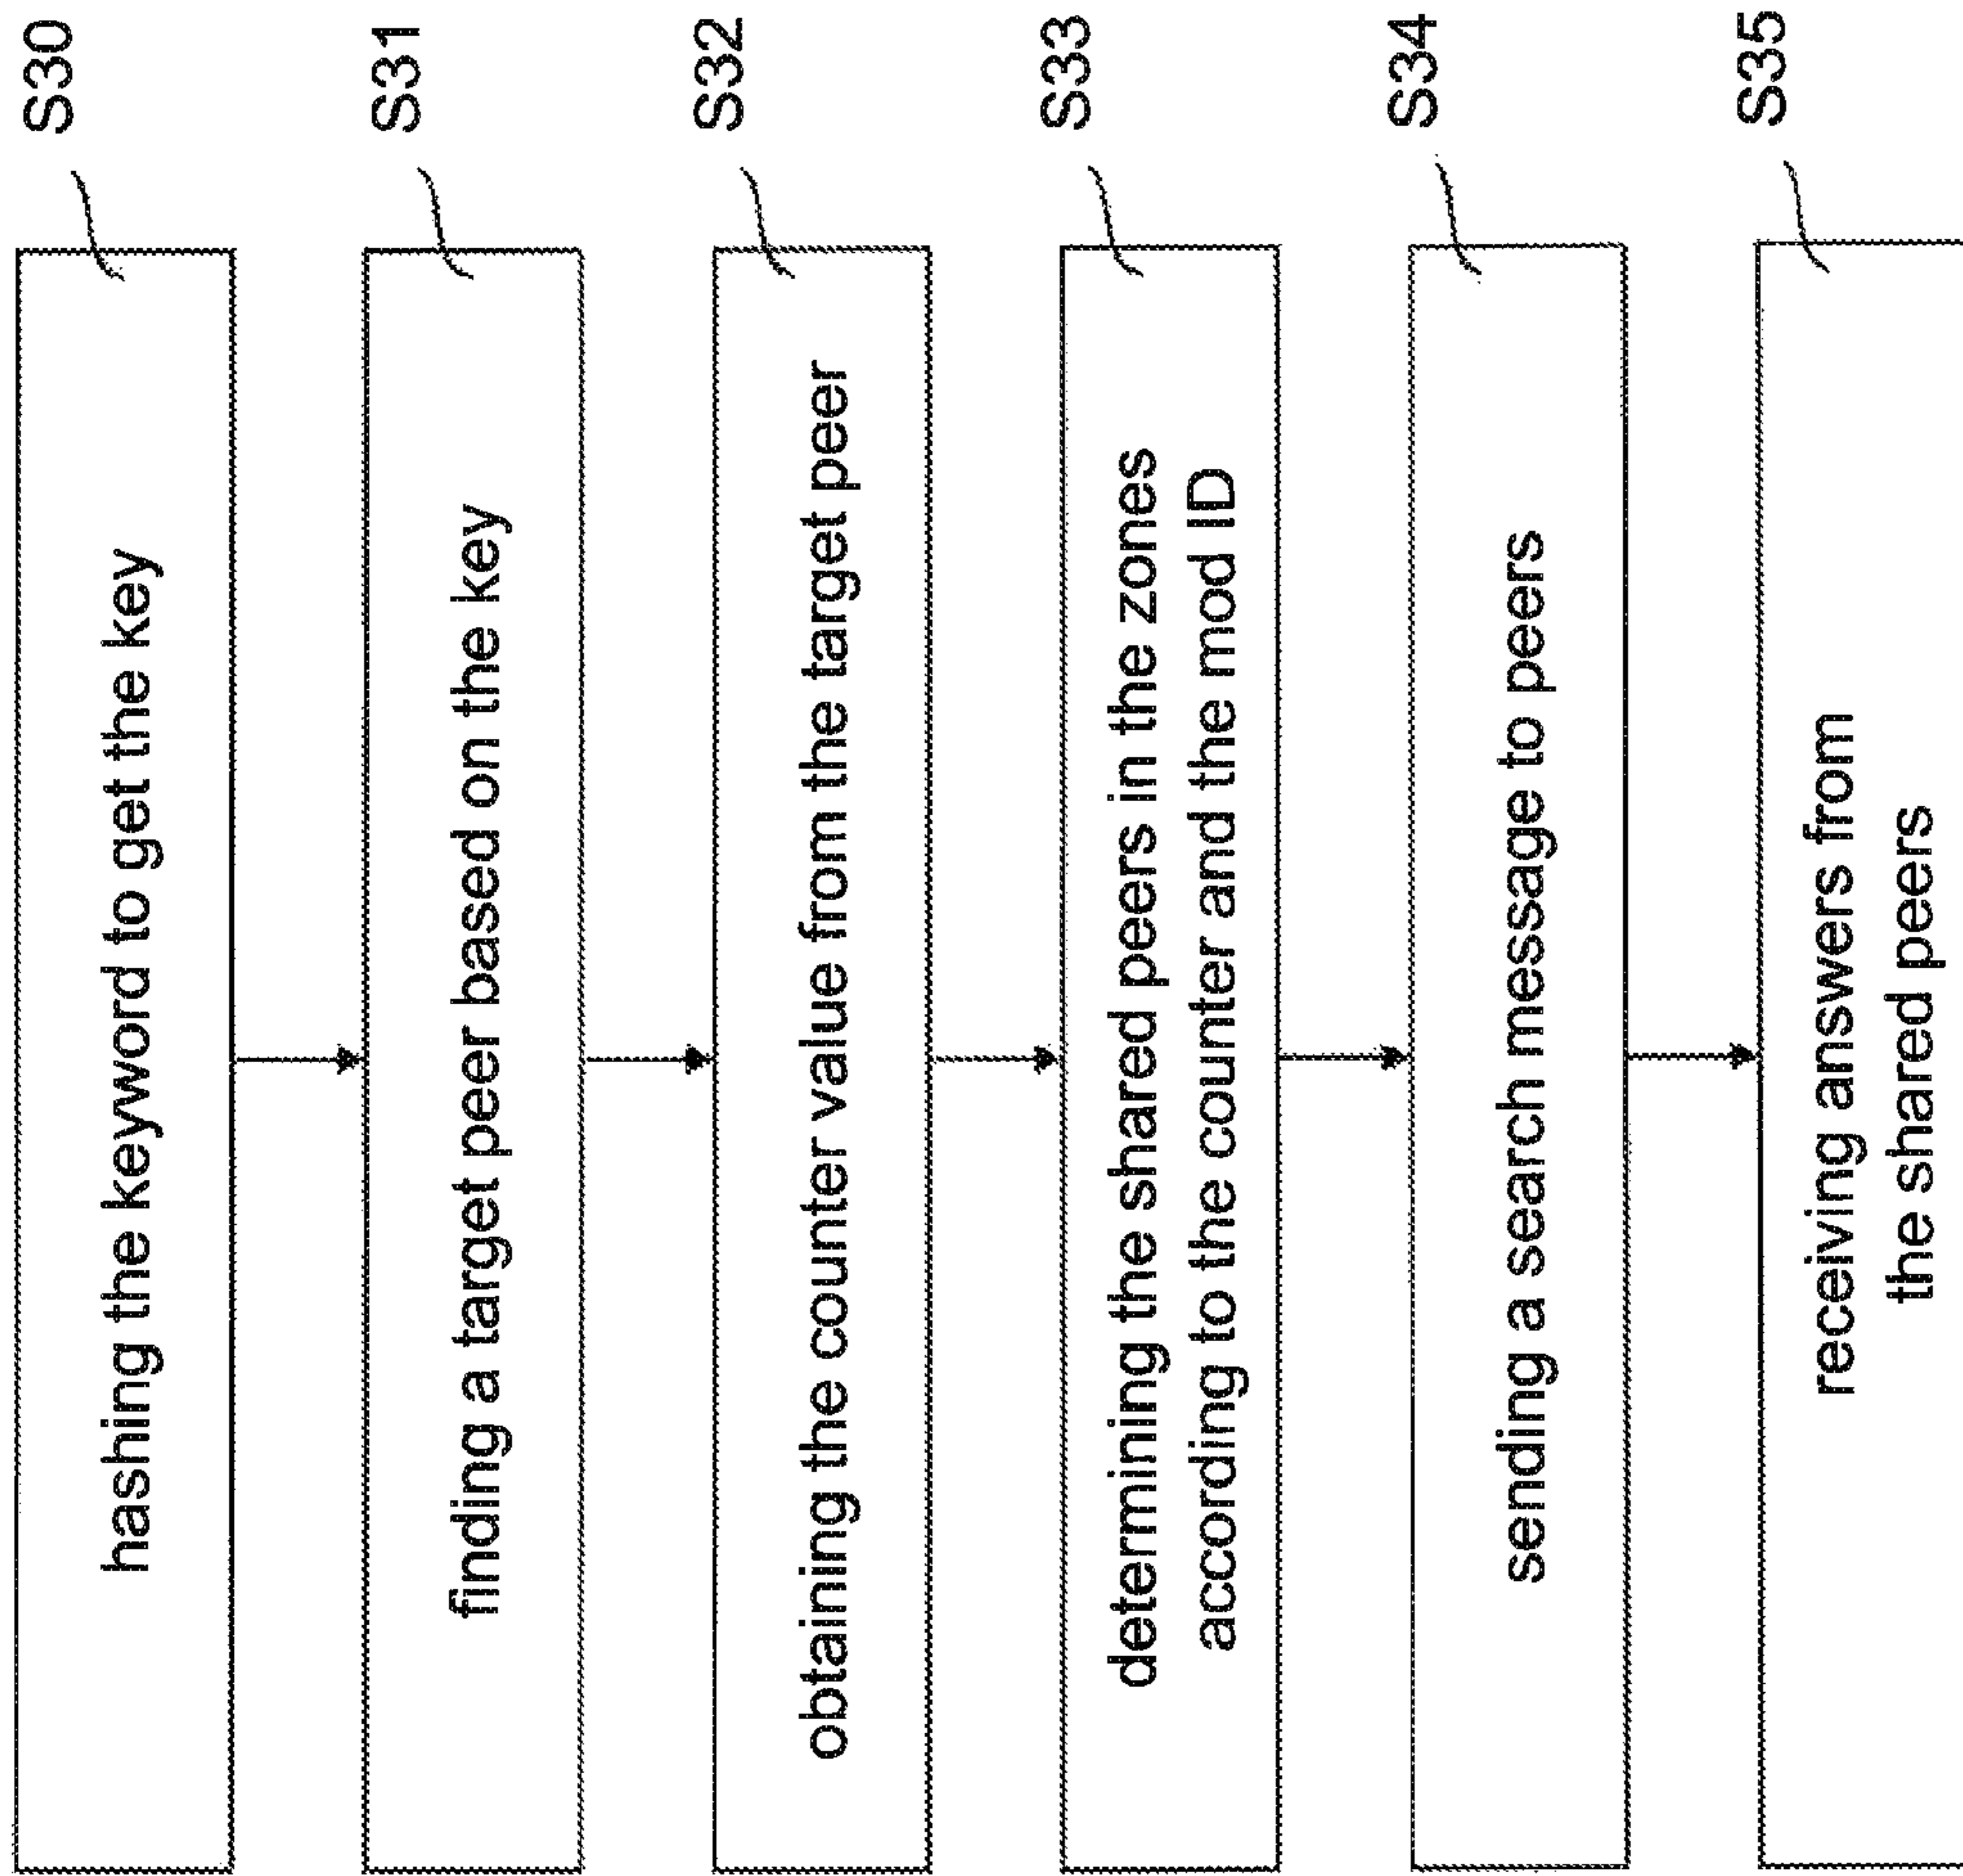 S30
hashing the keyword to get the key
S31
finding a target peer based on the key
S32
obtaining the counter value from the target peer
S33
determining the shared peers in the zones
according to the counter and the mod ID
S34
sending a search message to peers
S35
receiving answers from
the shared peers